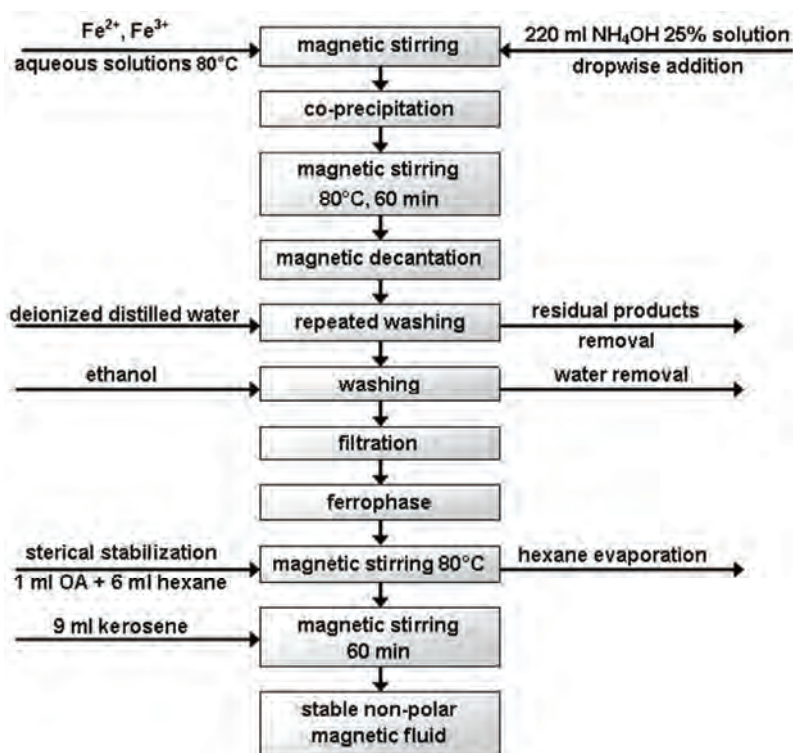 Fe²⁺, Fe³⁺
aqueous solutions 80°C
magnetic stirring
220 ml NH₄OH 25% solution
dropwise addition
co-precipitation
magnetic stirring
80°C, 60 min
magnetic decantation
deionized distilled water
repeated washing
residual products
removal
ethanol
washing
water removal
filtration
ferrophase
sterical stabilization
1 ml OA + 6 ml hexane
magnetic stirring 80°C
hexane evaporation
9 ml kerosene
magnetic stirring
60 min
stable non-polar
magnetic fluid